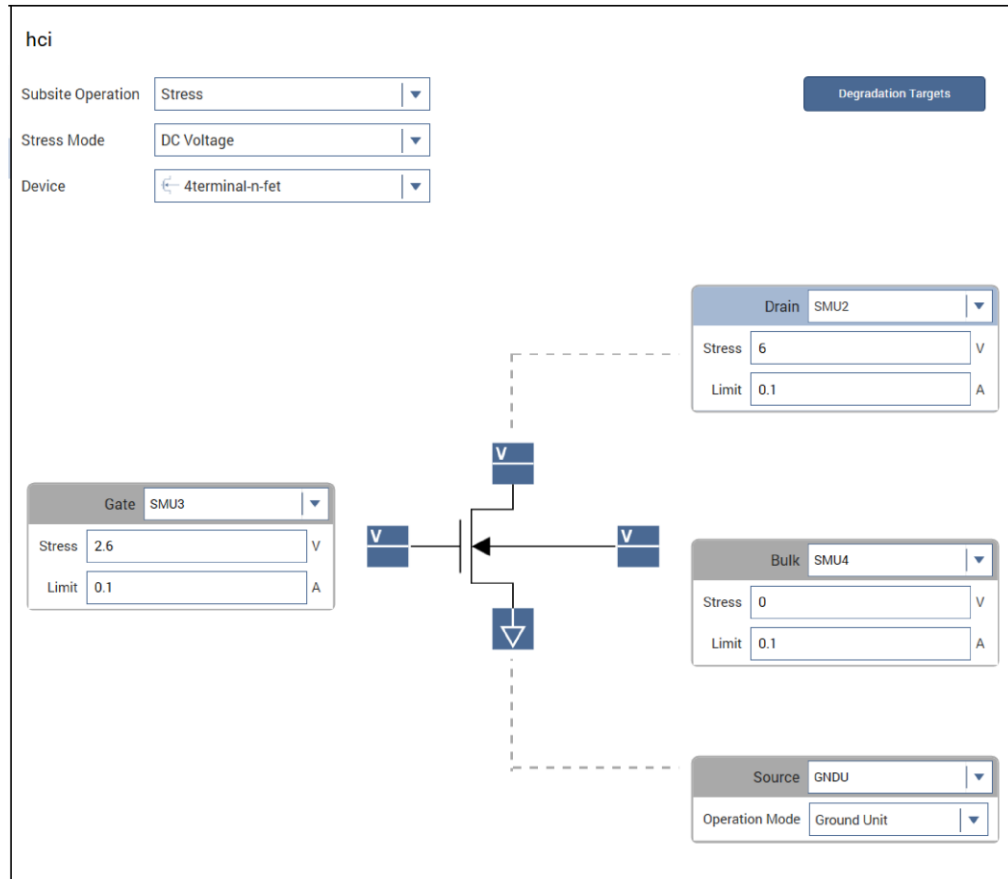 hci
Subsite Operation Stress
Degradation Targets
Stress Mode DC Voltage
Device 4terminal-n-fet
Drain SMU2
Stress 6 V
Limit 0.1 A
V
Gate SMU3
Stress 2.6 V
Limit 0.1 A
V
V
Bulk SMU4
Stress 0 V
Limit 0.1 A
Source GNDU
Operation Mode Ground Unit